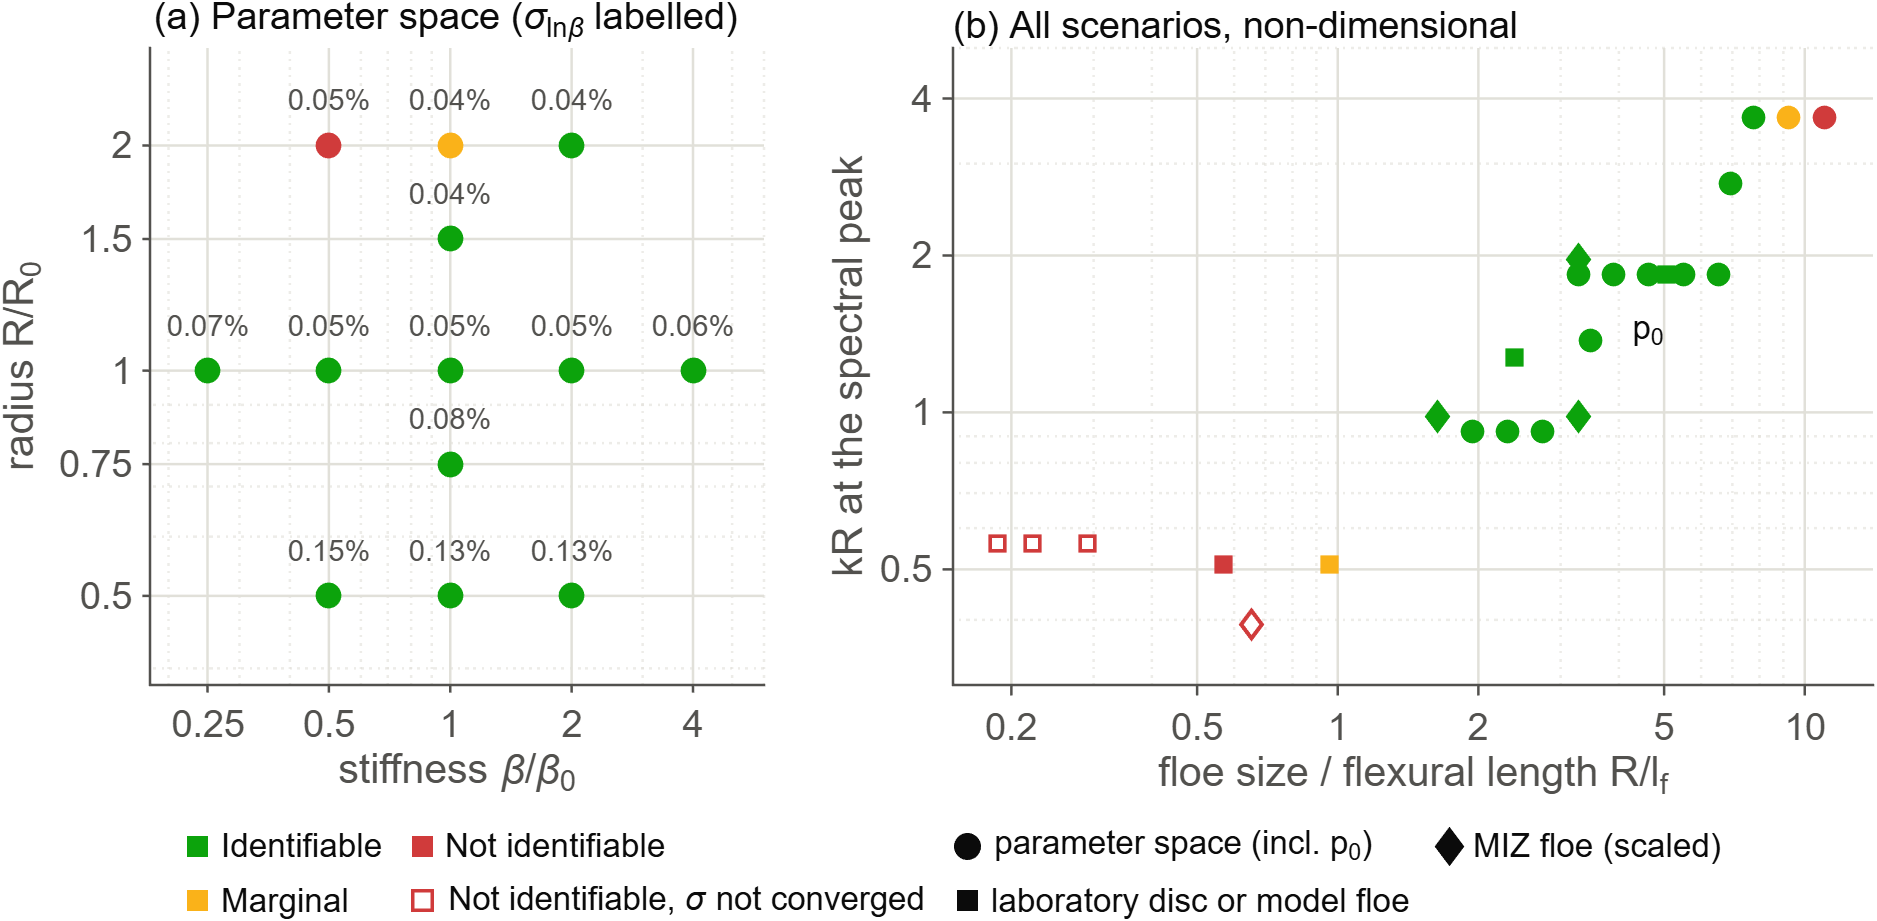 (a) Parameter space (σlnβ labelled)
0.05% 0.04% 0.04%
2
0.04%
1.5
0.07% 0.05% 0.05% 0.05% 0.06%
1
0.08%
0.75
0.15% 0.13% 0.13%
0.5
radius R/R0
0.25 0.5 1 2 4
stiffness β/β0
(b) All scenarios, non-dimensional
4
2
p0
1
0.5
kR at the spectral peak
0.2 0.5 1 2 5 10
floe size / flexural length R/lf
Identifiable Not identifiable
Marginal Not identifiable, σ not converged
parameter space (incl. p0) MIZ floe (scaled)
laboratory disc or model floe